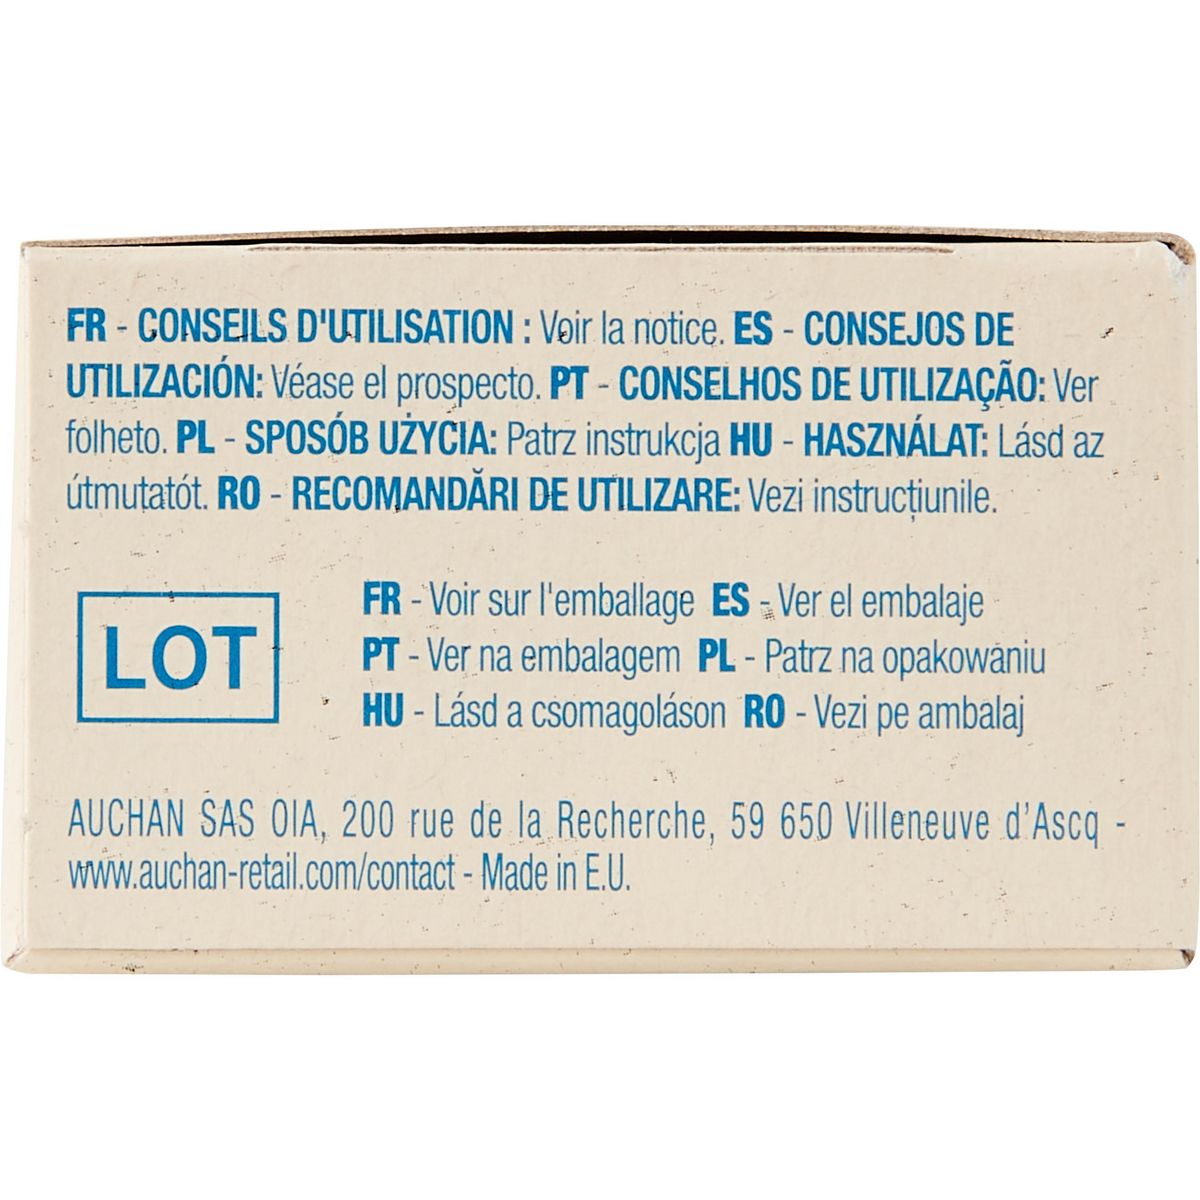 FR - CONSEILS D'UTILISATION : Voir la notice. ES - CONSEJOS DE
UTILIZACIÓN: Véase el prospecto. PT - CONSELHOS DE UTILIZAÇÃO: Ver
folheto. PL - SPOSÓB UŻYCIA: Patrz instrukcja HU - HASZNÁLAT: Lásd az
útmutatót. RO - RECOMANDĂRI DE UTILIZARE: Vezi instrucțiunile.
LOT
FR - Voir sur l'emballage ES - Ver el embalaje
PT - Ver na embalagem PL - Patrz na opakowaniu
HU - Lásd a csomagoláson RO - Vezi pe ambalaj
AUCHAN SAS OIA, 200 rue de la Recherche, 59 650 Villeneuve d'Ascq -
www.auchan-retail.com/contact - Made in E.U.